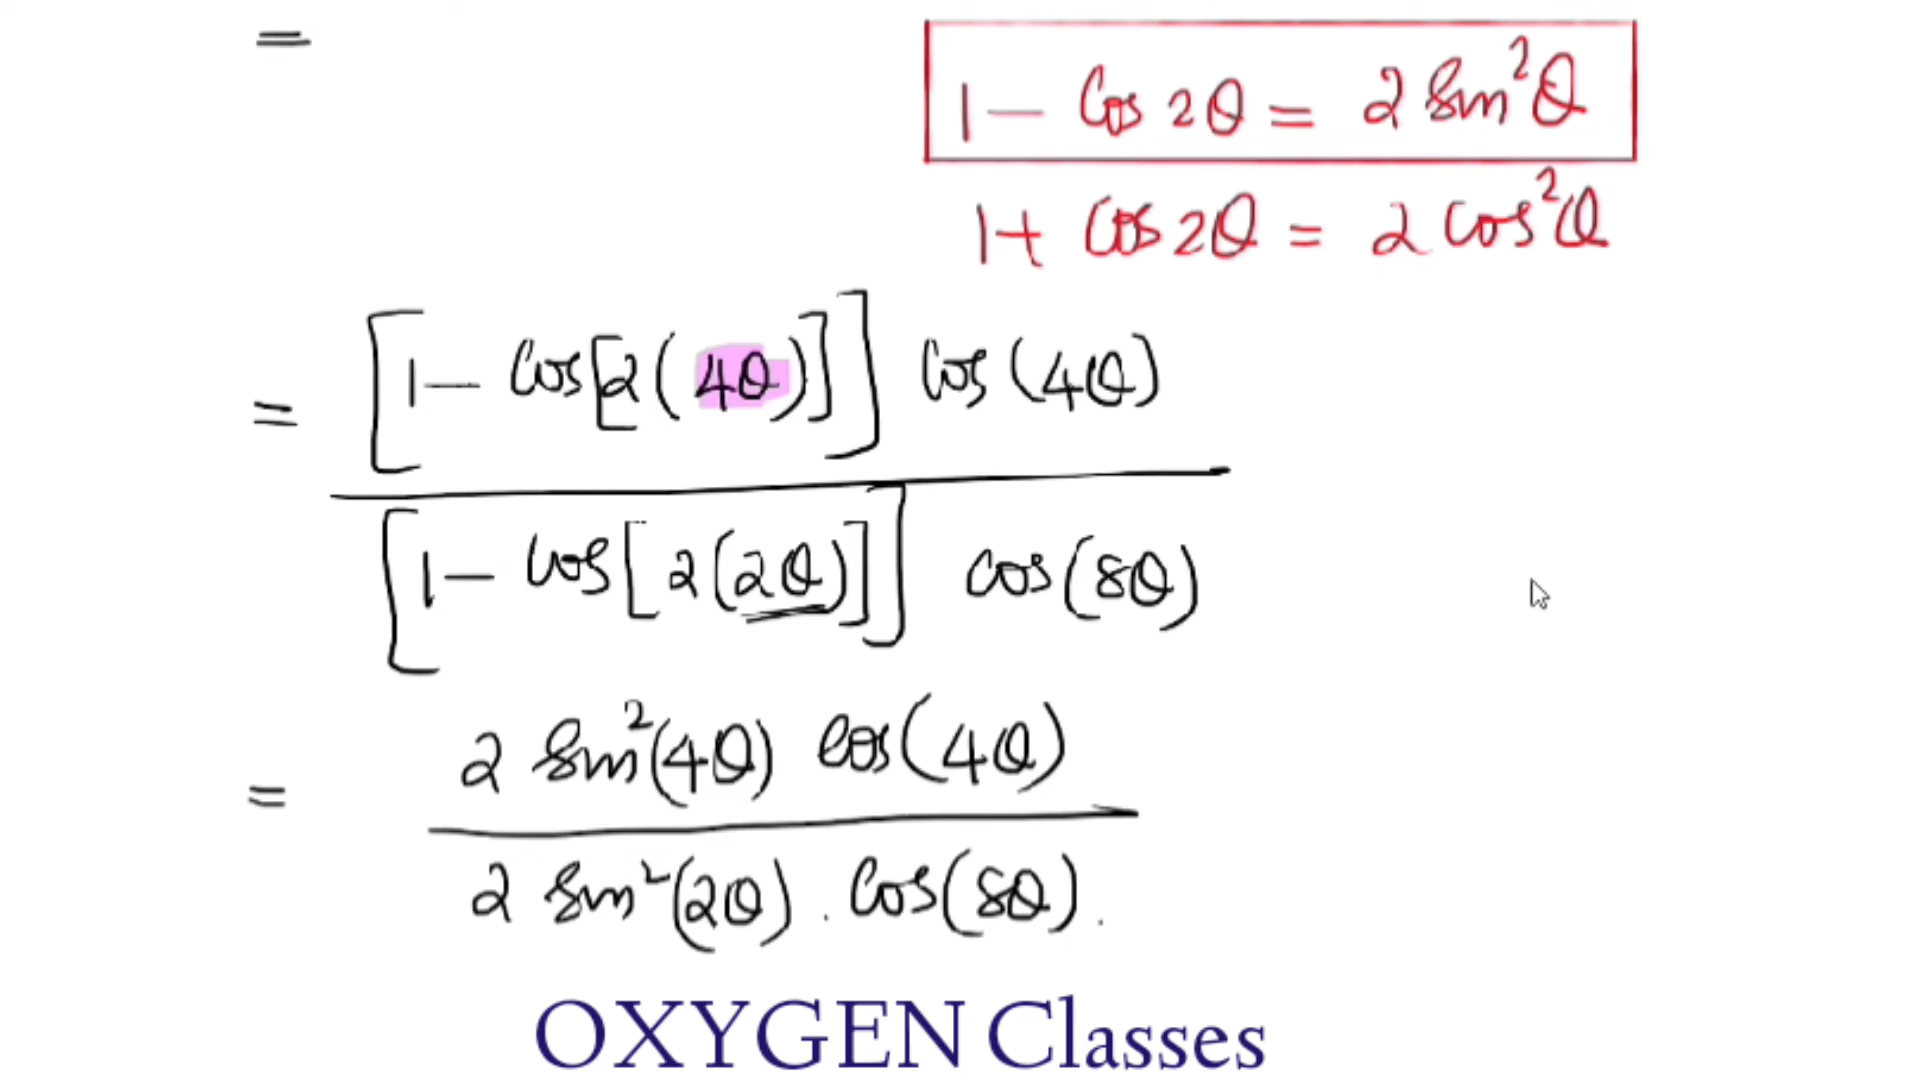 =
1 - Cos 2θ = 2 Sin²θ
1 + Cos 2θ = 2 Cos²θ
= [1 - Cos[2(4θ)]] Cos(4θ)
[1 - Cos[2(2θ)]] Cos(8θ)
= 2 Sin²(4θ) Cos(4θ)
2 Sin²(2θ) . Cos(8θ) .
OXYGEN Classes